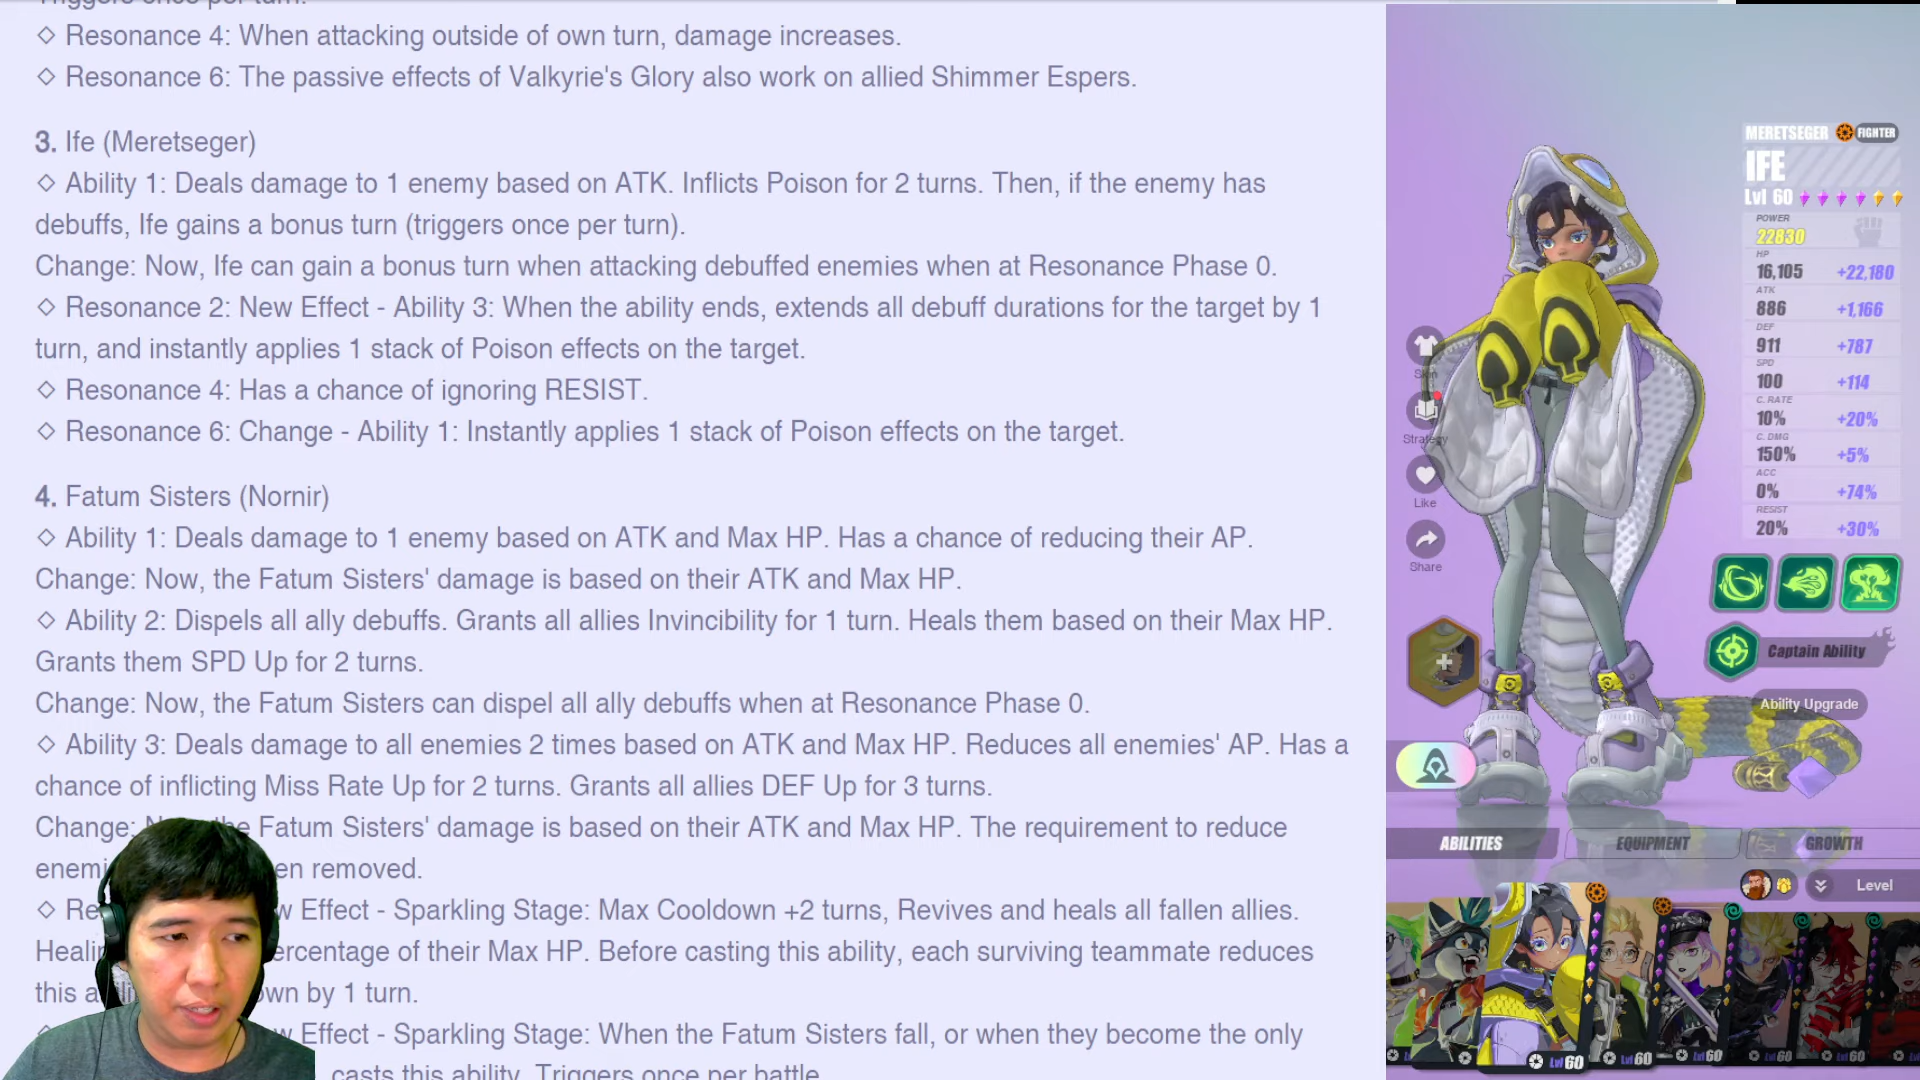 ◇ Resonance 4: When attacking outside of own turn, damage increases.
◇ Resonance 6: The passive effects of Valkyrie's Glory also work on allied Shimmer Espers.
3. Ife (Meretseger)
◇ Ability 1: Deals damage to 1 enemy based on ATK. Inflicts Poison for 2 turns. Then, if the enemy has
debuffs, Ife gains a bonus turn (triggers once per turn).
Change: Now, Ife can gain a bonus turn when attacking debuffed enemies when at Resonance Phase 0.
◇ Resonance 2: New Effect - Ability 3: When the ability ends, extends all debuff durations for the target by 1
turn, and instantly applies 1 stack of Poison effects on the target.
◇ Resonance 4: Has a chance of ignoring RESIST.
◇ Resonance 6: Change - Ability 1: Instantly applies 1 stack of Poison effects on the target.
4. Fatum Sisters (Nornir)
◇ Ability 1: Deals damage to 1 enemy based on ATK and Max HP. Has a chance of reducing their AP.
Change: Now, the Fatum Sisters' damage is based on their ATK and Max HP.
◇ Ability 2: Dispels all ally debuffs. Grants all allies Invincibility for 1 turn. Heals them based on their Max HP.
Grants them SPD Up for 2 turns.
Change: Now, the Fatum Sisters can dispel all ally debuffs when at Resonance Phase 0.
◇ Ability 3: Deals damage to all enemies 2 times based on ATK and Max HP. Reduces all enemies' AP. Has a
chance of inflicting Miss Rate Up for 2 turns. Grants all allies DEF Up for 3 turns.
Change: Fatum Sisters' damage is based on their ATK and Max HP. The requirement to reduce
removed.
Effect - Sparkling Stage: Max Cooldown +2 turns, Revives and heals all fallen allies.
of their Max HP. Before casting this ability, each surviving teammate reduces
this by 1 turn.
Effect - Sparkling Stage: When the Fatum Sisters fall, or when they become the only
casts this ability. Triggers once per battle
MERETSEGER FIGHTER
IFE
Lvl 60
POWER
22830
HP
16,105 +22,180
ATK
886 +1,166
DEF
911 +787
SPD
100 +114
C. RATE
10% +20%
C. DMG
150% +5%
ACC
0% +74%
RESIST
20% +30%
Skin
Strategy
Like
Share
Captain Ability
Ability Upgrade
ABILITIES EQUIPMENT GROWTH
Level
Lvl 60 Lvl 60 Lvl 60 Lvl 60 Lvl 60